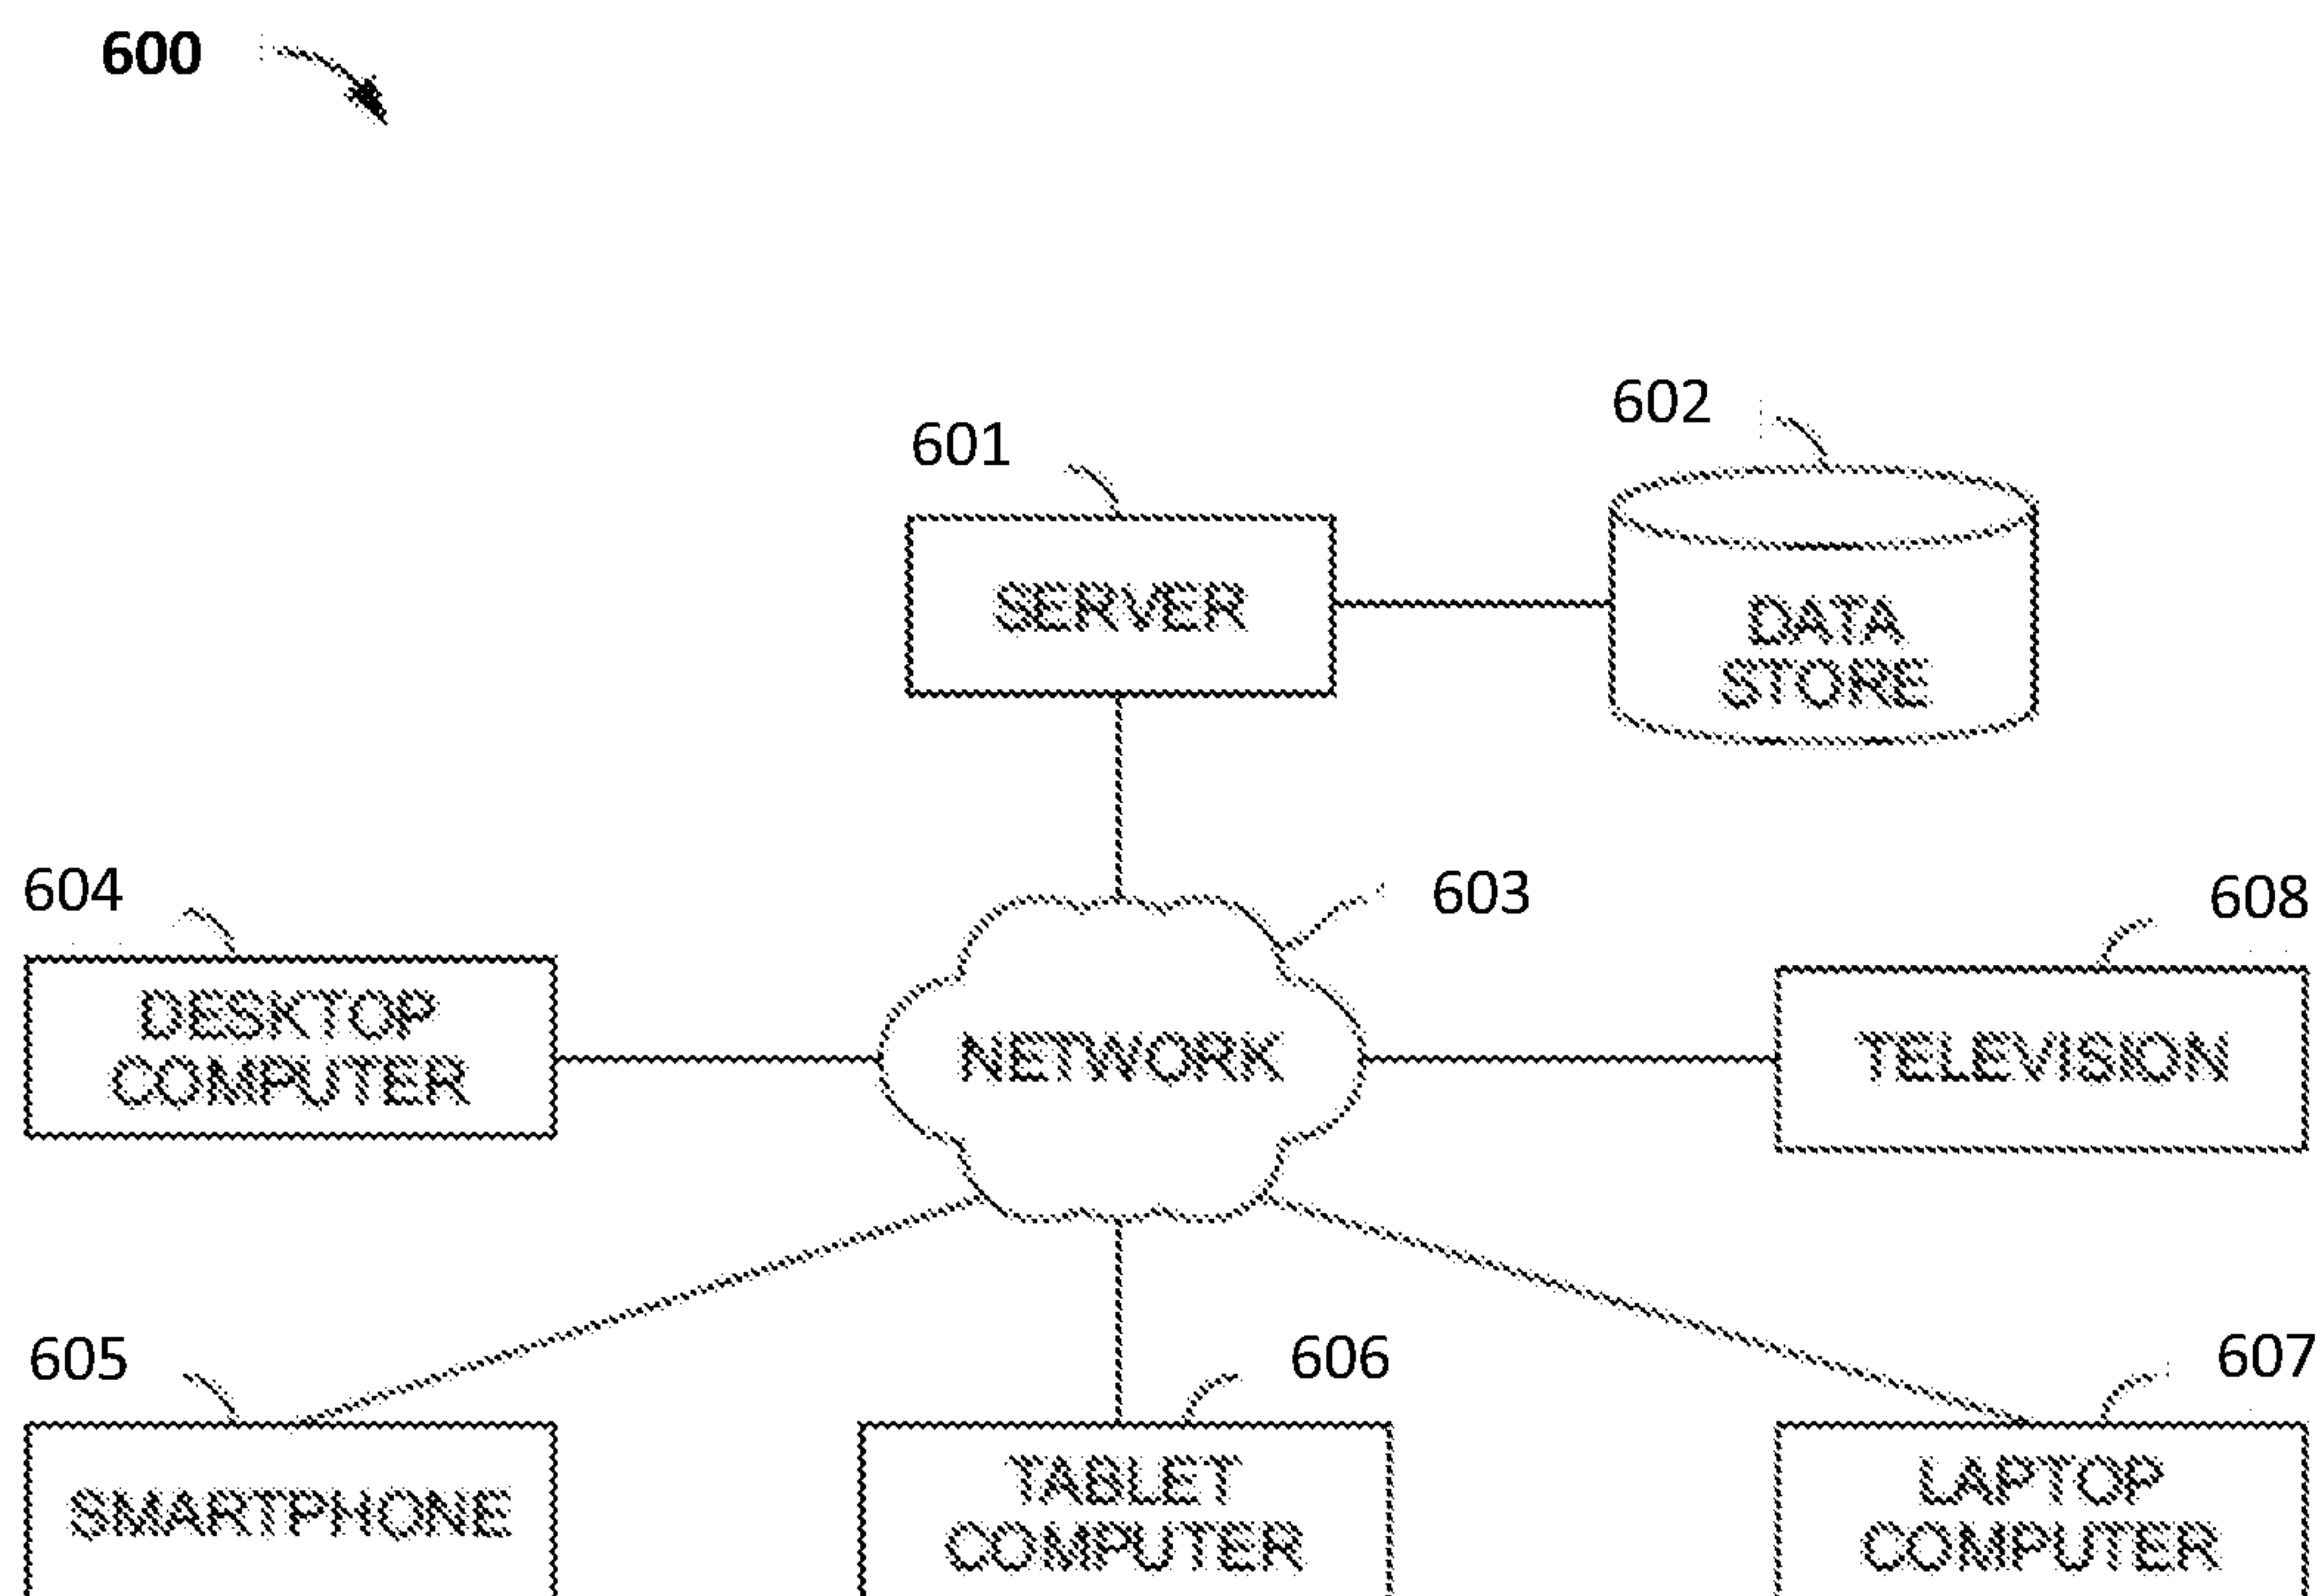 600
602
601
SERVER
DATA
STORE
604
603
608
DESKTOP
COMPUTER
NETWORK
TELEVISION
605
606
607
SMARTPHONE
TABLET
COMPUTER
LAPTOP
COMPUTER